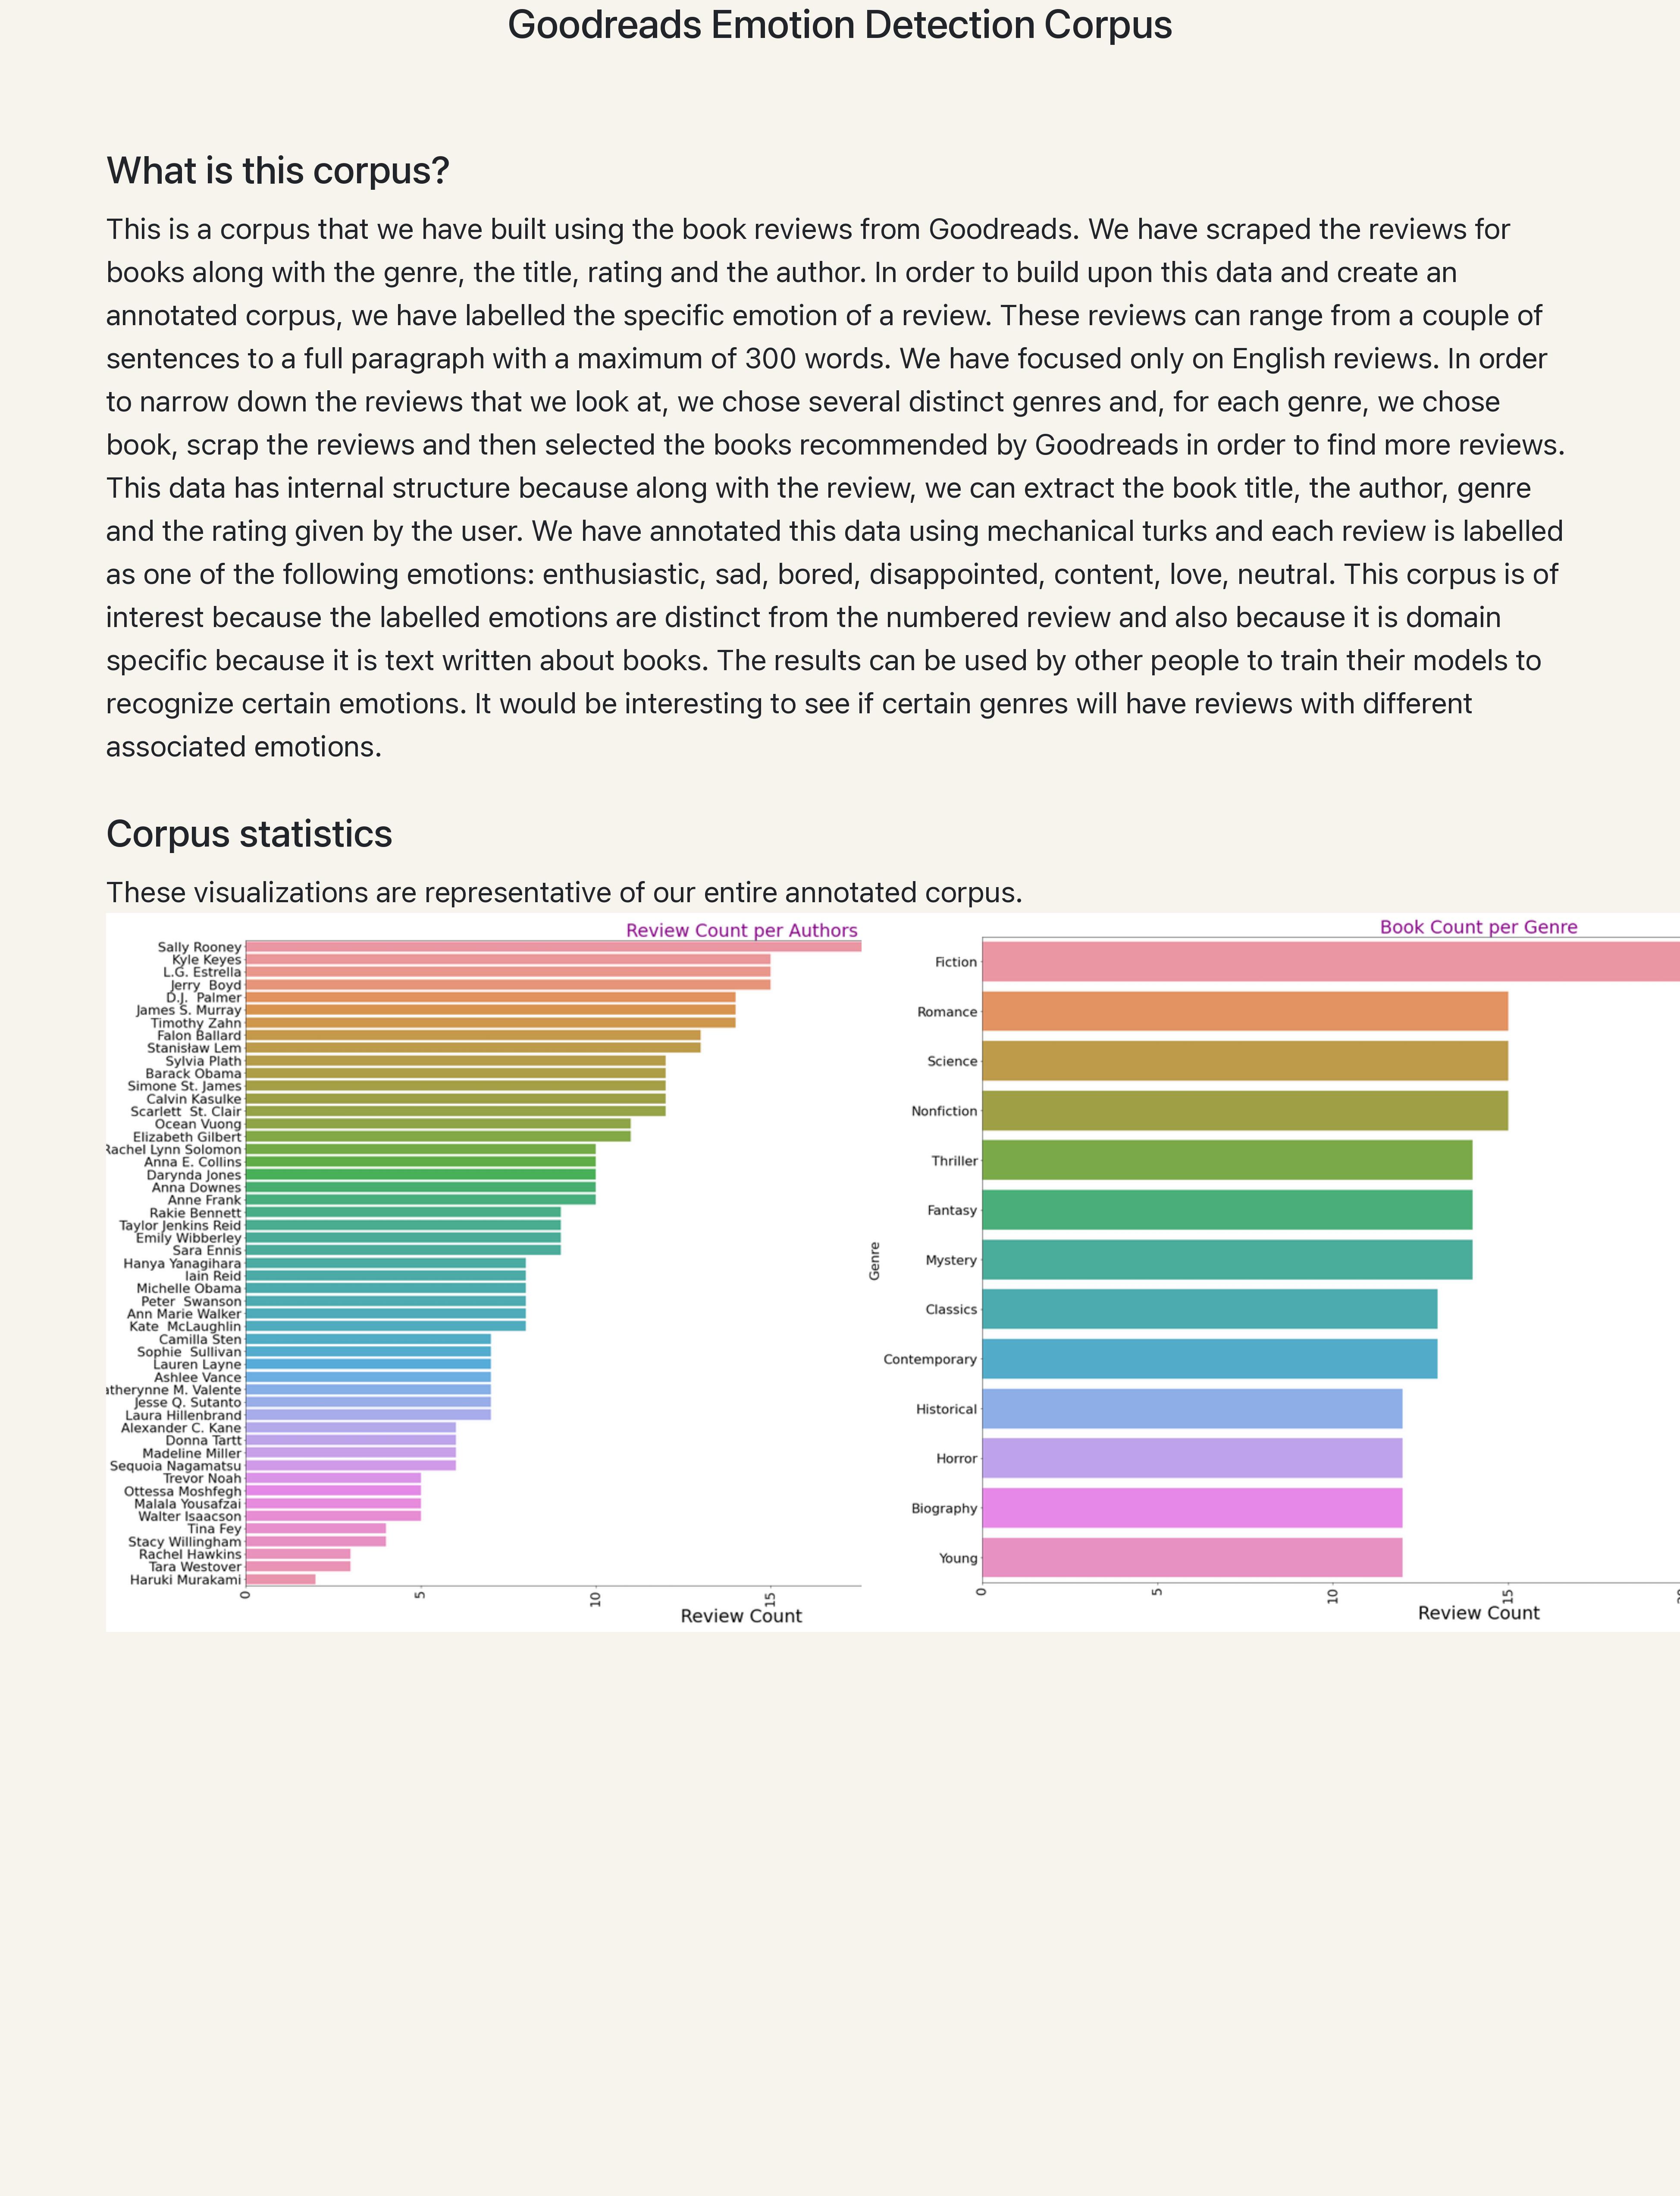 Goodreads Emotion Detection Corpus
What is this corpus?
This is a corpus that we have built using the book reviews from Goodreads. We have scraped the reviews for
books along with the genre, the title, rating and the author. In order to build upon this data and create an
annotated corpus, we have labelled the specific emotion of a review. These reviews can range from a couple of
sentences to a full paragraph with a maximum of 300 words. We have focused only on English reviews. In order
to narrow down the reviews that we look at, we chose several distinct genres and, for each genre, we chose
book, scrap the reviews and then selected the books recommended by Goodreads in order to find more reviews.
This data has internal structure because along with the review, we can extract the book title, the author, genre
and the rating given by the user. We have annotated this data using mechanical turks and each review is labelled
as one of the following emotions: enthusiastic, sad, bored, disappointed, content, love, neutral. This corpus is of
interest because the labelled emotions are distinct from the numbered review and also because it is domain
specific because it is text written about books. The results can be used by other people to train their models to
recognize certain emotions. It would be interesting to see if certain genres will have reviews with different
associated emotions.
Corpus statistics
These visualizations are representative of our entire annotated corpus.
Review Count per Authors
Sally Rooney
Kyle Keyes
L.G. Estrella
Jerry  Boyd
D.J.  Palmer
James S. Murray
Timothy Zahn
Falon Ballard
Stanisław Lem
Sylvia Plath
Barack Obama
Simone St. James
Calvin Kasulke
Scarlett  St. Clair
Ocean Vuong
Elizabeth Gilbert
Rachel Lynn Solomon
Anna E. Collins
Darynda Jones
Anna Downes
Anne Frank
Rakie Bennett
Taylor Jenkins Reid
Emily Wibberley
Sara Ennis
Hanya Yanagihara
Iain Reid
Michelle Obama
Peter  Swanson
Ann Marie Walker
Kate  McLaughlin
Camilla Sten
Sophie  Sullivan
Lauren Layne
Ashlee Vance
atherynne M. Valente
Jesse Q. Sutanto
Laura Hillenbrand
Alexander C. Kane
Donna Tartt
Madeline Miller
Sequoia Nagamatsu
Trevor Noah
Ottessa Moshfegh
Malala Yousafzai
Walter Isaacson
Tina Fey
Stacy Willingham
Rachel Hawkins
Tara Westover
Haruki Murakami
0 5 10 15
Review Count
Book Count per Genre
Genre
Fiction
Romance
Science
Nonfiction
Thriller
Fantasy
Mystery
Classics
Contemporary
Historical
Horror
Biography
Young
0 5 10 15
Review Count